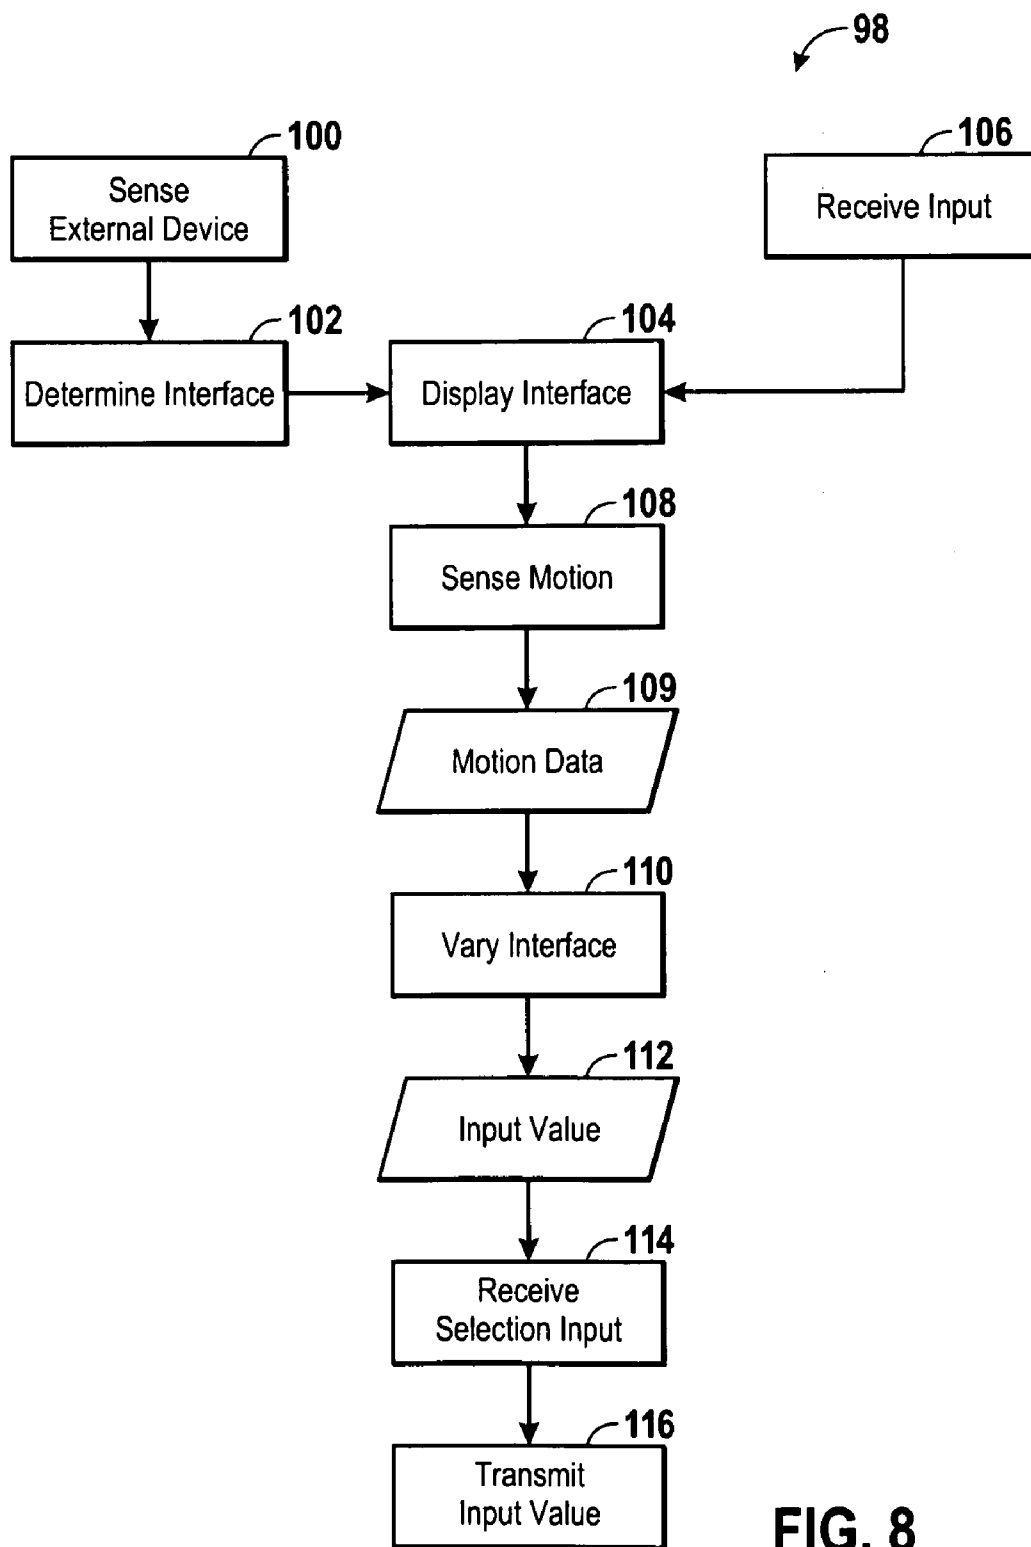 98
100
Sense
External Device
106
Receive Input
102
Determine Interface
104
Display Interface
108
Sense Motion
109
Motion Data
110
Vary Interface
112
Input Value
114
Receive
Selection Input
116
Transmit
Input Value
FIG. 8